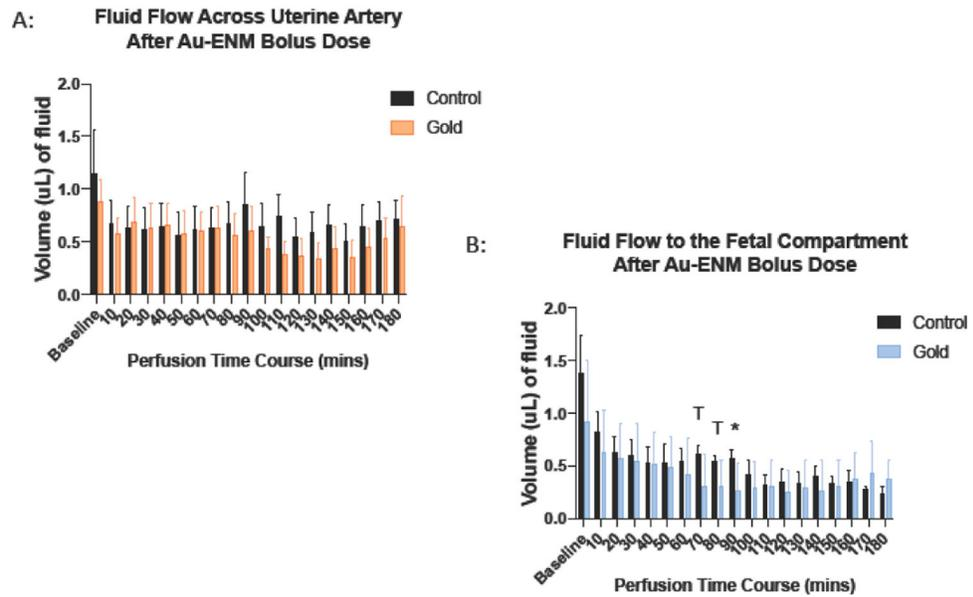 A:
Fluid Flow Across Uterine Artery
After Au-ENM Bolus Dose
Volume (uL) of fluid
2.0
1.5
1.0
0.5
0.0
Control
Gold
Baseline 10 20 30 40 50 60 70 80 90 100 110 120 130 140 150 160 170 180
Perfusion Time Course (mins)
B:
Fluid Flow to the Fetal Compartment
After Au-ENM Bolus Dose
Volume (uL) of fluid
2.0
1.5
1.0
0.5
0.0
Control
Gold
T
T *
Baseline 10 20 30 40 50 60 70 80 90 100 110 120 130 140 150 160 170 180
Perfusion Time Course (mins)